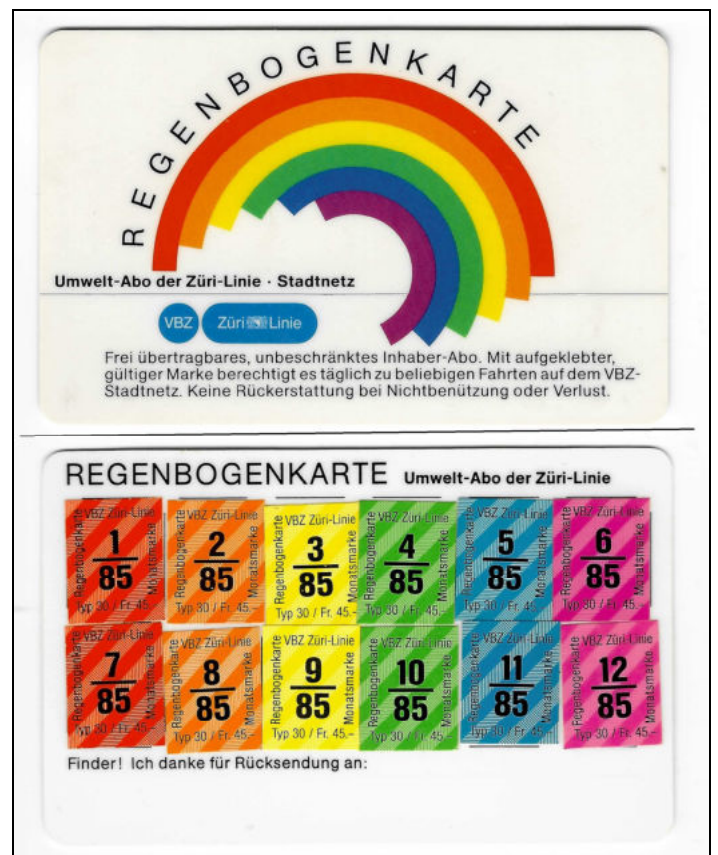 REGENBOGENKARTE
Umwelt-Abo der Züri-Linie · Stadtnetz
VBZ Züri Linie
Frei übertragbares, unbeschränktes Inhaber-Abo. Mit aufgeklebter,
gültiger Marke berechtigt es täglich zu beliebigen Fahrten auf dem VBZ-
Stadtnetz. Keine Rückerstattung bei Nichtbenützung oder Verlust.
REGENBOGENKARTE Umwelt-Abo der Züri-Linie
Regenbogenkarte
VBZ Züri-Linie
1
85
Typ 30 / Fr. 45.-
Monatsmarke
Regenbogenkarte
VBZ Züri-Linie
2
85
Typ 30 / Fr. 45.-
Monatsmarke
Regenbogenkarte
VBZ Züri-Linie
3
85
Typ 30 / Fr. 45.-
Monatsmarke
Regenbogenkarte
VBZ Züri-Linie
4
85
Typ 30 / Fr. 45.-
Monatsmarke
Regenbogenkarte
VBZ Züri-Linie
5
85
Typ 30 / Fr. 45.-
Monatsmarke
Regenbogenkarte
VBZ Züri-Linie
6
85
Typ 30 / Fr. 45.-
Monatsmarke
Regenbogenkarte
VBZ Züri-Linie
7
85
Typ 30 / Fr. 45.-
Monatsmarke
Regenbogenkarte
VBZ Züri-Linie
8
85
Typ 30 / Fr. 45.-
Monatsmarke
Regenbogenkarte
VBZ Züri-Linie
9
85
Typ 30 / Fr. 45.-
Monatsmarke
Regenbogenkarte
VBZ Züri-Linie
10
85
Typ 30 / Fr. 45.-
Monatsmarke
Regenbogenkarte
VBZ Züri-Linie
11
85
Typ 30 / Fr. 45.-
Monatsmarke
Regenbogenkarte
VBZ Züri-Linie
12
85
Typ 30 / Fr. 45.-
Monatsmarke
Finder! Ich danke für Rücksendung an: